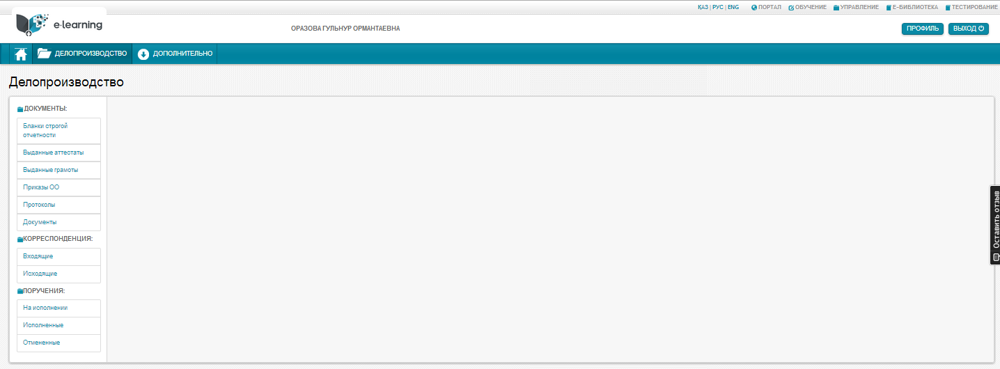 ҚАЗ | РУС | ENG ПОРТАЛ ОБУЧЕНИЕ УПРАВЛЕНИЕ Е-БИБЛИОТЕКА ТЕСТИРОВАНИЕ
e-learning
ОРАЗОВА ГУЛЬНУР ОРМАНТАЕВНА
ПРОФИЛЬ ВЫХОД
ДЕЛОПРОИЗВОДСТВО ДОПОЛНИТЕЛЬНО
Делопроизводство
ДОКУМЕНТЫ:
Бланки строгой
отчетности
Выданные аттестаты
Выданные грамоты
Приказы ОО
Протоколы
Документы
КОРРЕСПОНДЕНЦИЯ:
Входящие
Исходящие
ПОРУЧЕНИЯ:
На исполнении
Исполненные
Отмененные
Оставить отзыв